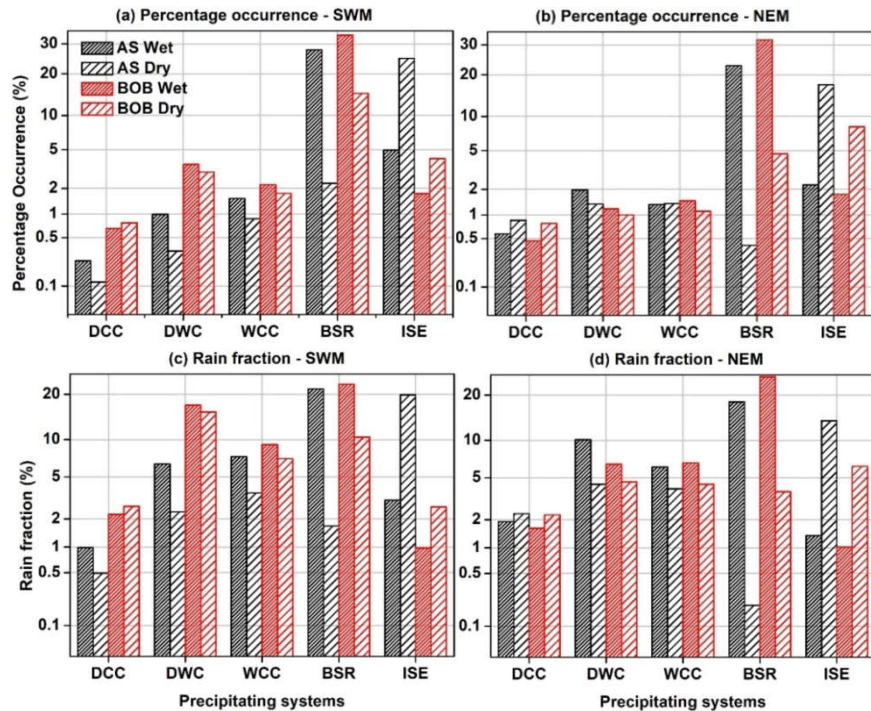 (a) Percentage occurrence - SWM
(b) Percentage occurrence - NEM
Percentage Occurrence (%)
30
20
10
5
2
1
0.5
0.1
AS Wet
AS Dry
BOB Wet
BOB Dry
DCC DWC WCC BSR ISE
30
20
10
5
2
1
0.5
0.1
DCC DWC WCC BSR ISE
(c) Rain fraction - SWM
(d) Rain fraction - NEM
Rain fraction (%)
20
10
5
2
1
0.5
0.1
DCC DWC WCC BSR ISE
Precipitating systems
20
10
5
2
1
0.5
0.1
DCC DWC WCC BSR ISE
Precipitating systems